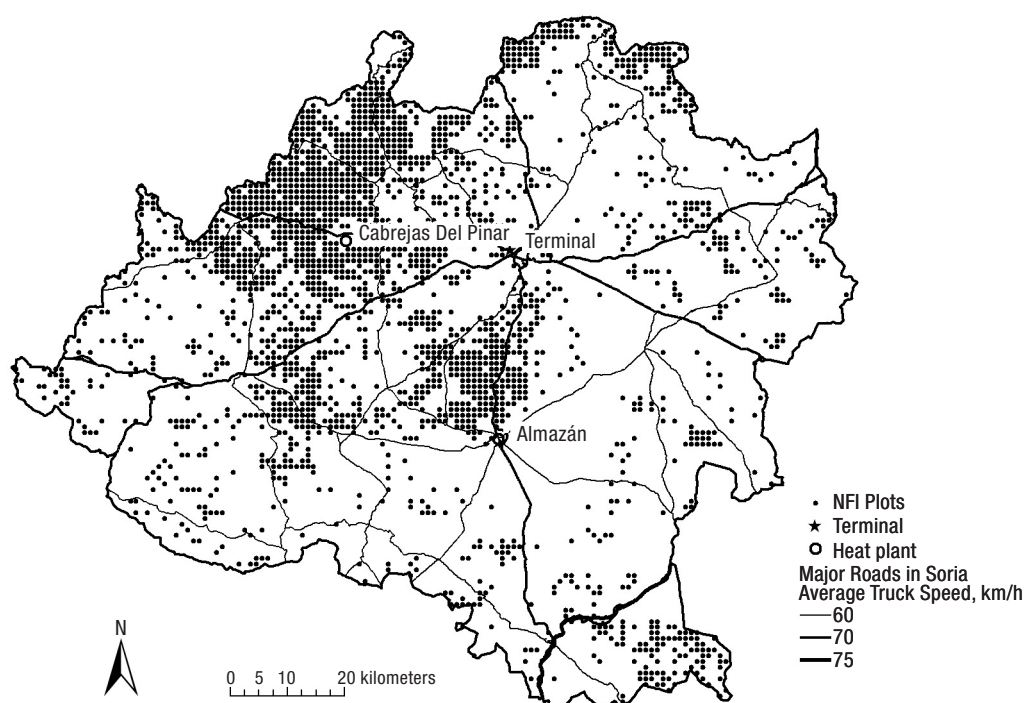 Cabrejas Del Pinar
Terminal
Almazán
NFI Plots
Terminal
Heat plant
Major Roads in Soria
Average Truck Speed, km/h
60
70
75
N
0 5 10 20 kilometers